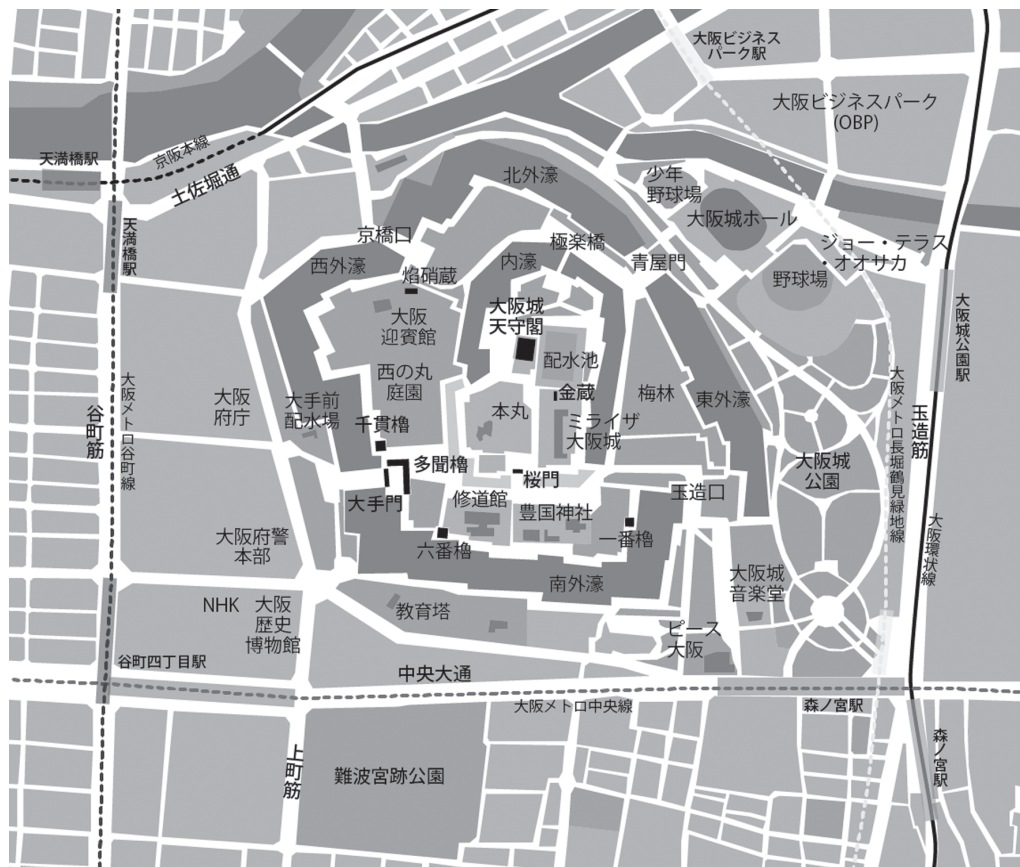 大阪ビジネス
パーク駅
大阪ビジネスパーク
(OBP)
京阪本線
天満橋駅
土佐堀通
北外濠
少年
野球場
大阪城ホール
天満橋駅
京橋口
極楽橋
ジョー・テラス
・オオサカ
西外濠
内濠
青屋門
焔硝蔵
野球場
大阪城
天守閣
大阪
迎賓館
大阪城公園駅
配水池
西の丸
庭園
金蔵
梅林
東外濠
大阪メトロ谷町線
大阪
府庁
大手前
配水場
本丸
ミライザ
大阪城
大阪メトロ長堀鶴見緑地線
玉造筋
谷町筋
千貫櫓
多聞櫓
桜門
大阪城
公園
大手門
修道館
豊国神社
玉造口
大阪環状線
大阪府警
本部
六番櫓
一番櫓
南外濠
大阪城
音楽堂
NHK
大阪
歴史
博物館
教育塔
ピース
大阪
谷町四丁目駅
中央大通
大阪メトロ中央線
森ノ宮駅
上町筋
難波宮跡公園
森ノ宮駅